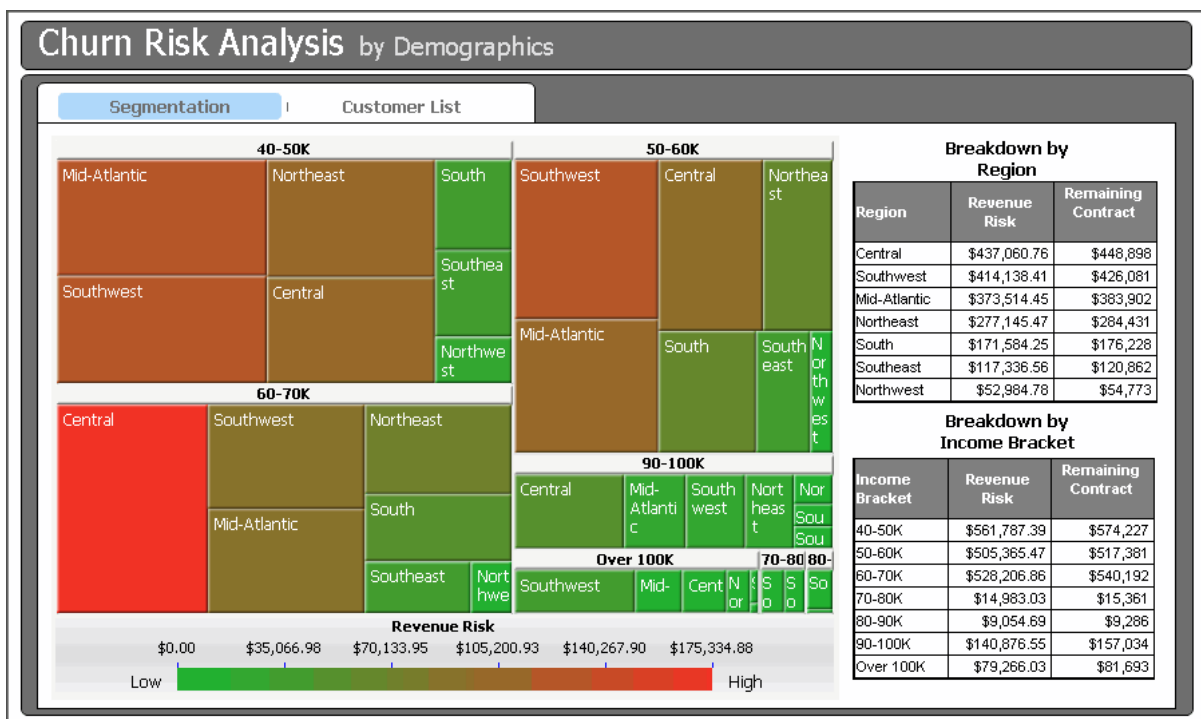 Churn Risk Analysis by Demographics
Segmentation
Customer List
40-50K
Mid-Atlantic
Northeast
South
Southwest
Central
Southea
st
Northwe
st
50-60K
Southwest
Central
Northea
st
Mid-Atlantic
South
South
east
N
or
th
w
es
t
60-70K
Central
Southwest
Northeast
Mid-Atlantic
South
Southeast
Nort
hwe
90-100K
Central
Mid-
Atlanti
c
South
west
Nort
heas
t
Nor
Sou
Sou
Over 100K
Southwest
Mid-
Cent
N
or
70-80
S
o
S
o
80-
So
Revenue Risk
$0.00 $35,066.98 $70,133.95 $105,200.93 $140,267.90 $175,334.88
Low High
Breakdown by
Region
Region Revenue Risk Remaining Contract
Central $437,060.76 $448,898
Southwest $414,138.41 $426,081
Mid-Atlantic $373,514.45 $383,902
Northeast $277,145.47 $284,431
South $171,584.25 $176,228
Southeast $117,336.56 $120,862
Northwest $52,984.78 $54,773
Breakdown by
Income Bracket
Income Bracket Revenue Risk Remaining Contract
40-50K $561,787.39 $574,227
50-60K $505,365.47 $517,381
60-70K $528,206.86 $540,192
70-80K $14,983.03 $15,361
80-90K $9,054.69 $9,286
90-100K $140,876.55 $157,034
Over 100K $79,266.03 $81,693